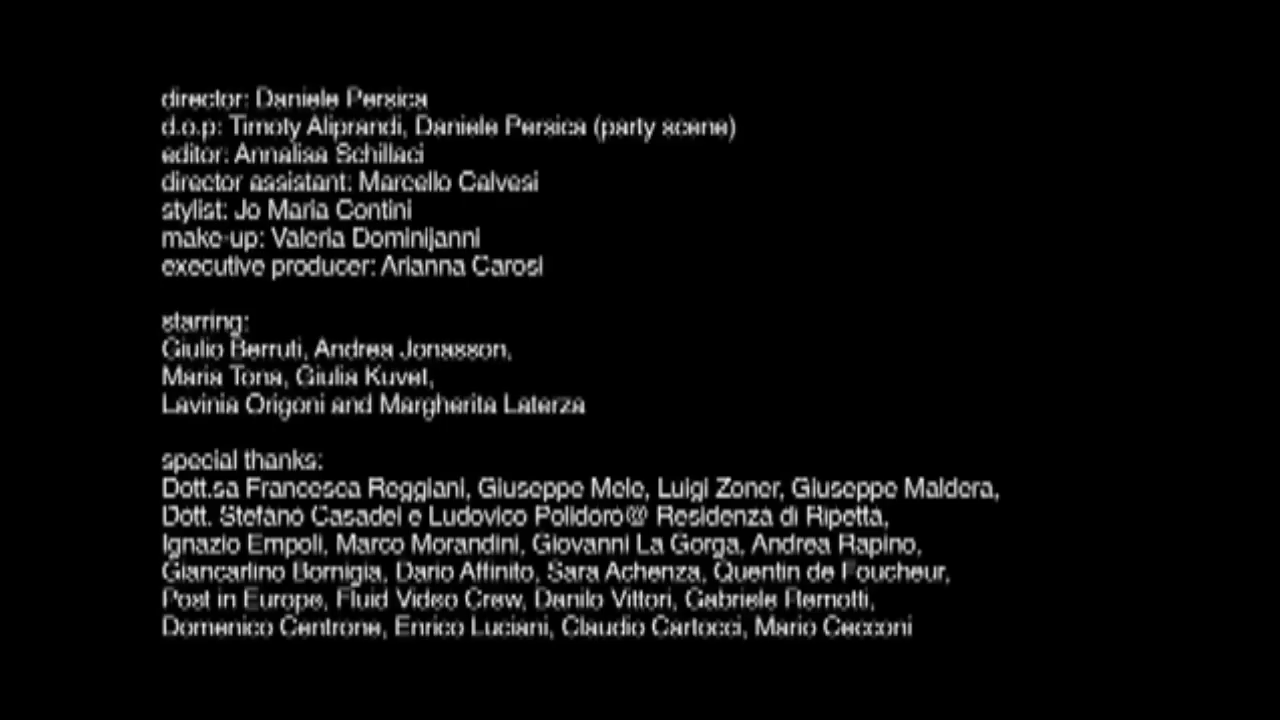 director: Daniele Persica
d.o.p: Timoty Aliprandi, Daniele Persica (party scene)
editor: Annalisa Schillaci
director assistant: Marcello Calvesi
stylist: Jo Maria Contini
make-up: Valeria Dominijanni
executive producer: Arianna Carosi
starring:
Giulio Berruti, Andrea Jonasson,
Maria Tona, Giulia Kuvet,
Lavinia Origoni and Margherita Laterza
special thanks:
Dott.sa Francesca Reggiani, Giuseppe Mele, Luigi Zoner, Giuseppe Maldera,
Dott. Stefano Casadei e Ludovico Polidoro@ Residenza di Ripetta,
Ignazio Empoli, Marco Morandini, Giovanni La Gorga, Andrea Rapino,
Giancarlino Bornigia, Dario Affinito, Sara Achenza, Quentin de Foucheur,
Post in Europe, Fluid Video Crew, Danilo Vittori, Gabriele Remotti,
Domenico Centrone, Enrico Luciani, Claudio Cartocci, Mario Cecconi